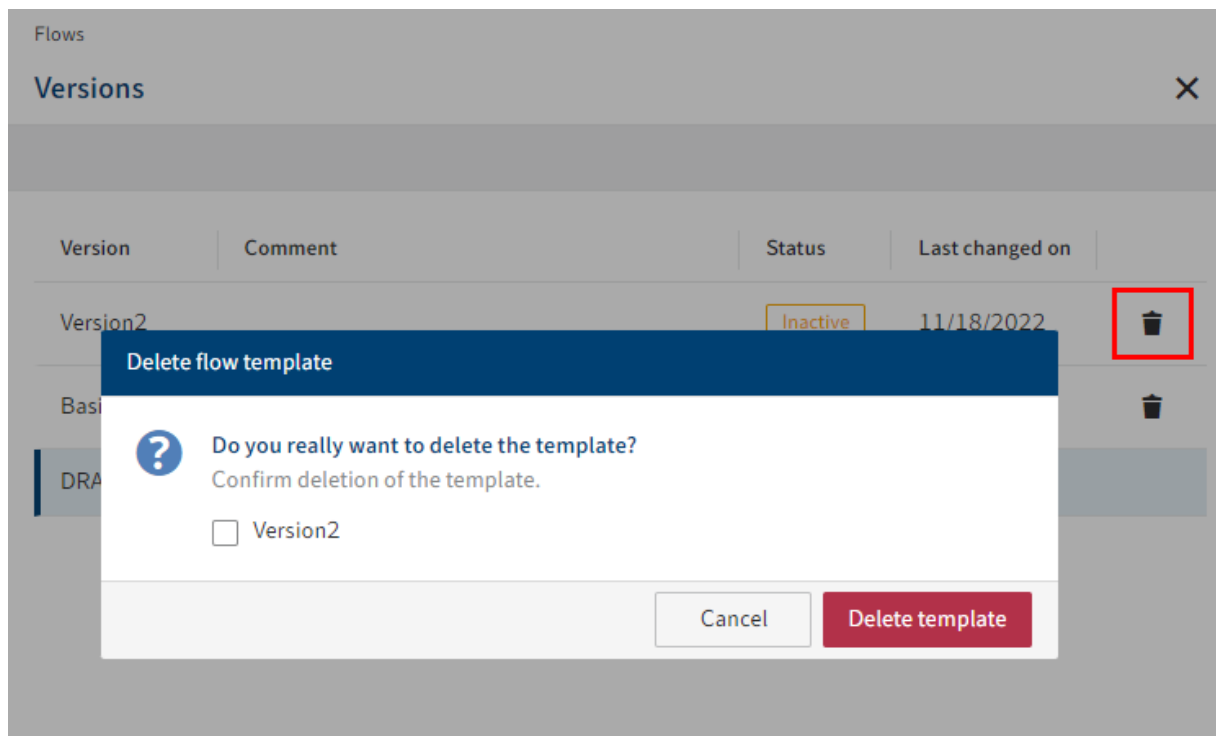 Flows
Versions
Version Comment Status Last changed on
Version2 Inactive 11/18/2022
Delete flow template
Basi
Do you really want to delete the template?
Confirm deletion of the template.
DRA
Version2
Cancel Delete template